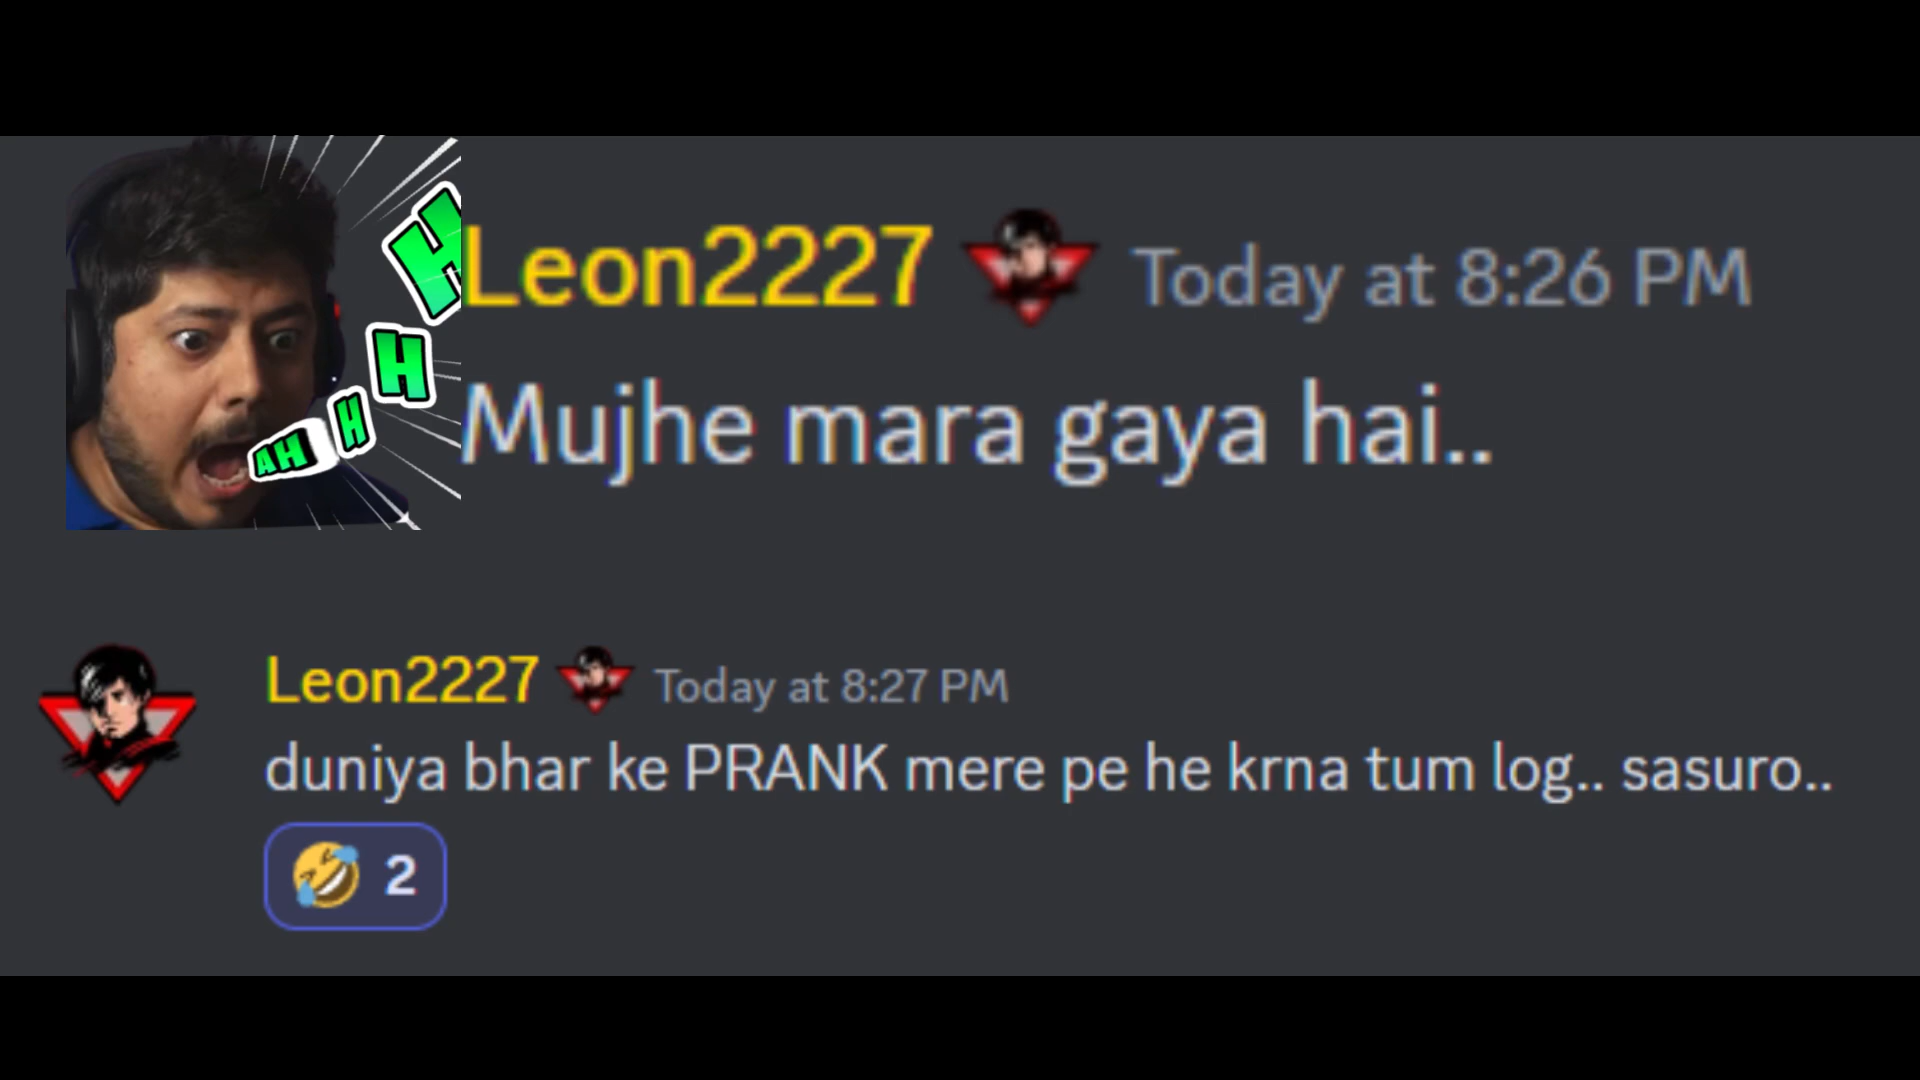 AH H H H
Leon2227 Today at 8:26 PM
Mujhe mara gaya hai..
Leon2227 Today at 8:27 PM
duniya bhar ke PRANK mere pe he krna tum log.. sasuro..
🤣 2